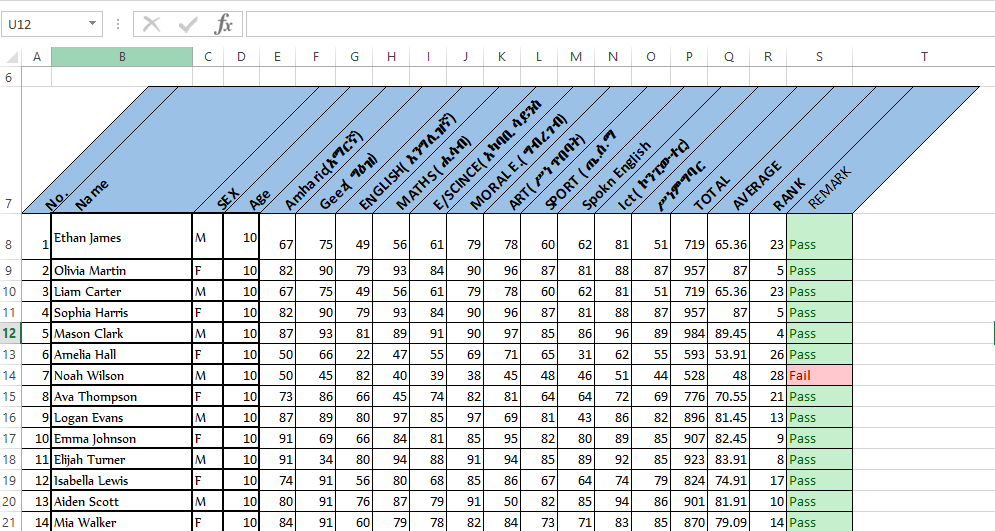 U12 fx
A B C D E F G H I J K L M N O P Q R S T
6
7 No. Name SEX Age Amharic(አማርኛ) Geez( ግዕዝ) ENGLISH( እንግሊዝኛ) MATHS ( ሒሳብ) E/SCINCE( አካባቢ ሳይንስ MORAL E.( ግብረ ገብ) ART( ሥነ ጥበባት) SPORT ( ጤ.ሰ.ማ Spokn English Ict ( ኮንፒውተር) ሥነ ምግባር TOTAL AVERAGE RANK REMARK
8 1 Ethan James M 10 67 75 49 56 61 79 78 60 62 81 51 719 65.36 23 Pass
9 2 Olivia Martin F 10 82 90 79 93 84 90 96 87 81 88 87 957 87 5 Pass
10 3 Liam Carter M 10 67 75 49 56 61 79 78 60 62 81 51 719 65.36 23 Pass
11 4 Sophia Harris F 10 82 90 79 93 84 90 96 87 81 88 87 957 87 5 Pass
12 5 Mason Clark M 10 87 93 81 89 91 90 97 85 86 96 89 984 89.45 4 Pass
13 6 Amelia Hall F 10 50 66 22 47 55 69 71 65 31 62 55 593 53.91 26 Pass
14 7 Noah Wilson M 10 50 45 82 40 39 38 45 48 46 51 44 528 48 28 Fail
15 8 Ava Thompson F 10 73 86 66 45 74 82 81 64 64 72 69 776 70.55 21 Pass
16 9 Logan Evans M 10 87 89 80 97 85 97 69 81 43 86 82 896 81.45 13 Pass
17 10 Emma Johnson F 10 91 69 66 84 81 85 95 82 80 89 85 907 82.45 9 Pass
18 11 Elijah Turner M 10 91 34 80 94 88 91 94 85 89 92 85 923 83.91 8 Pass
19 12 Isabella Lewis F 10 74 91 56 80 68 85 86 67 64 74 79 824 74.91 17 Pass
20 13 Aiden Scott M 10 80 91 76 87 79 91 50 82 85 94 86 901 81.91 10 Pass
21 14 Mia Walker F 10 84 91 60 79 78 82 84 73 71 83 85 870 79.09 14 Pass